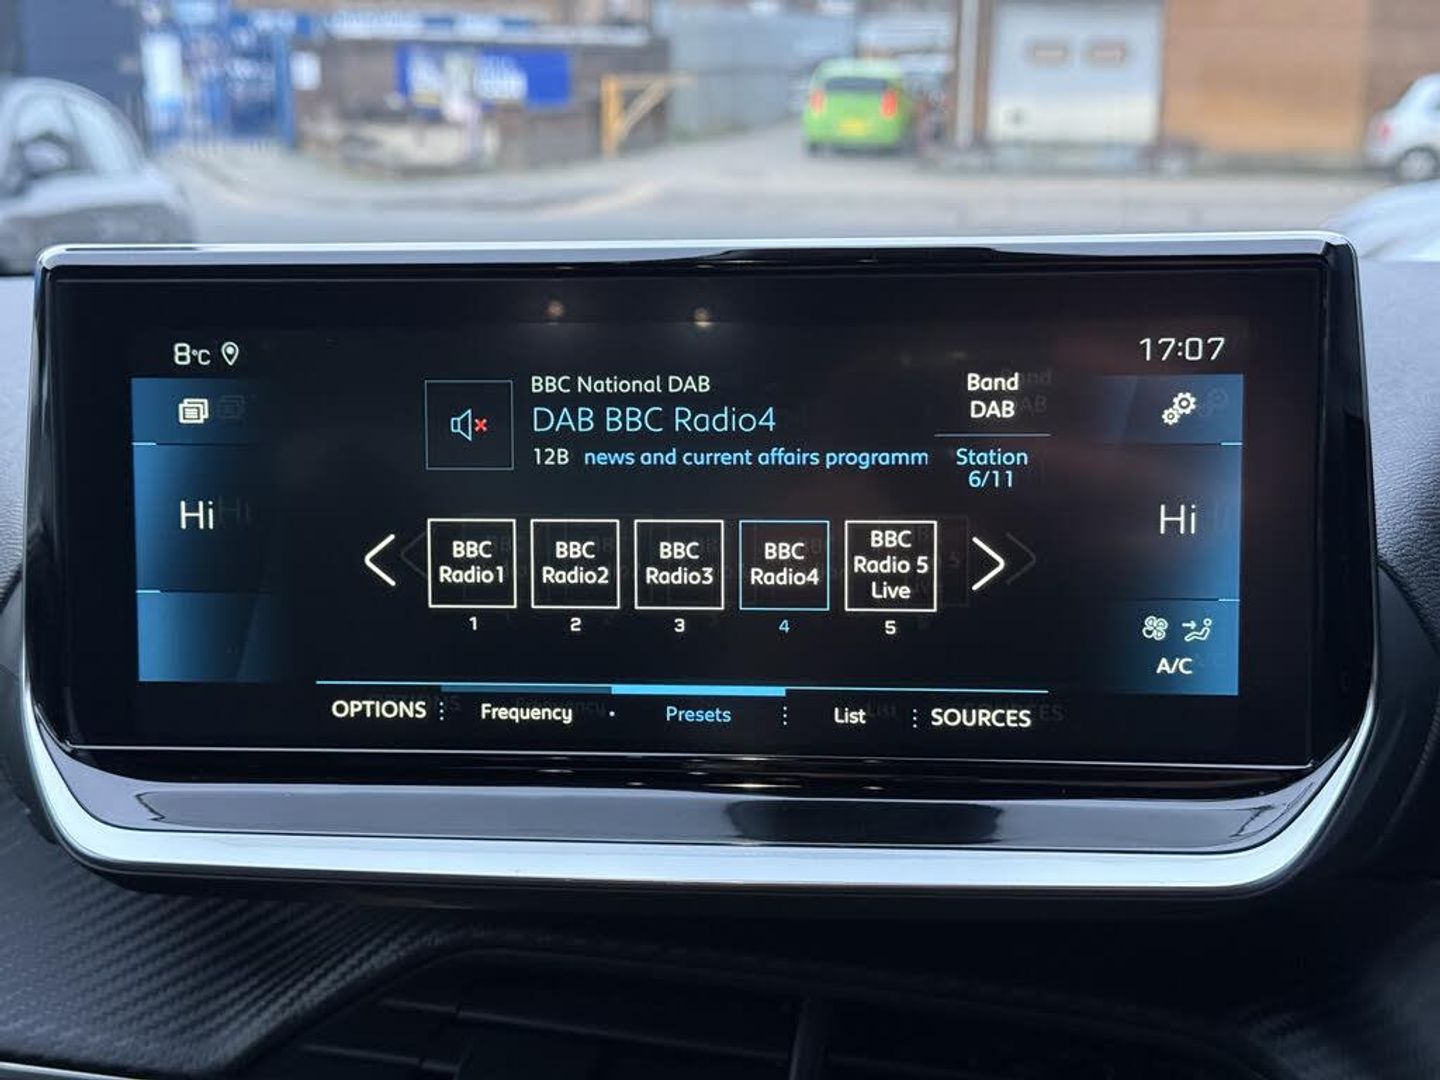 8°C
17:07
BBC National DAB
DAB BBC Radio4
12B news and current affairs programm
Band
DAB
Station
6/11
Hi
Hi
BBC
Radio1
BBC
Radio2
BBC
Radio3
BBC
Radio4
BBC
Radio 5
Live
1
2
3
4
5
A/C
OPTIONS
Frequency
Presets
List
SOURCES